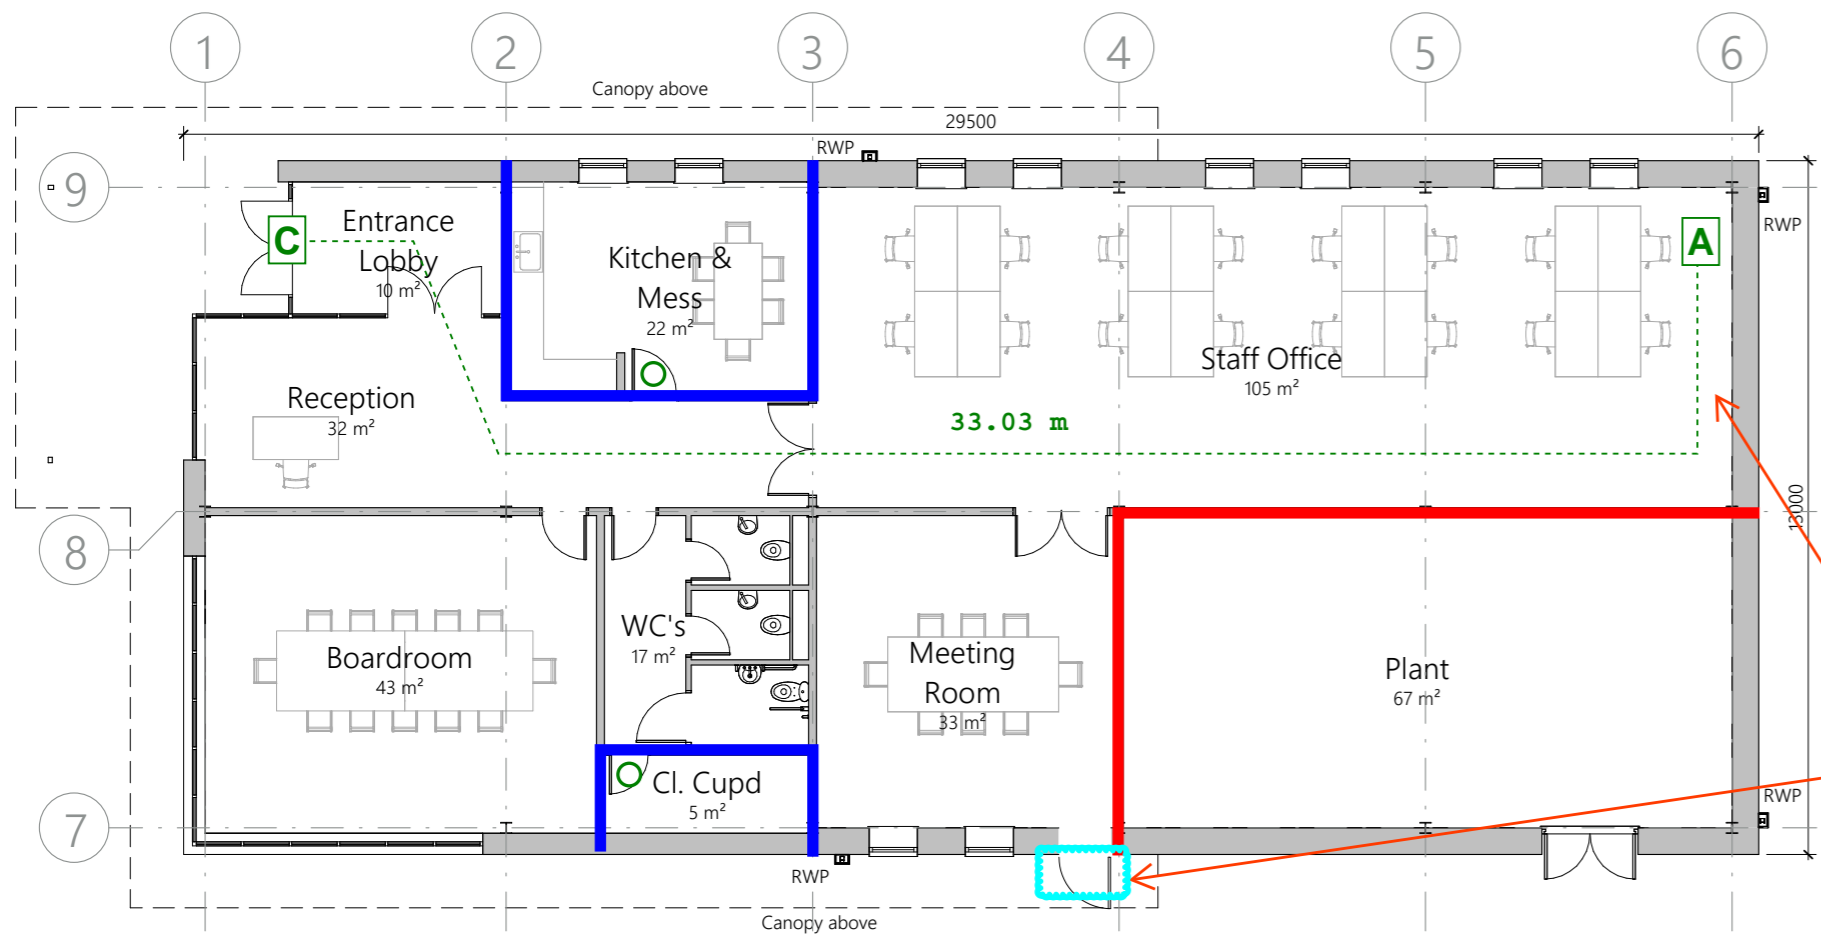 1
2
3
4
5
6
Canopy above
29500
RWP
9
Entrance
Lobby
10 m²
C
Kitchen &
Mess
22 m²
A
RWP
Staff Office
105 m²
Reception
32 m²
33.03 m
13000
8
WC's
17 m²
Boardroom
43 m²
Meeting
Room
33 m²
Plant
67 m²
Cl. Cupd
5 m²
RWP
7
RWP
Canopy above